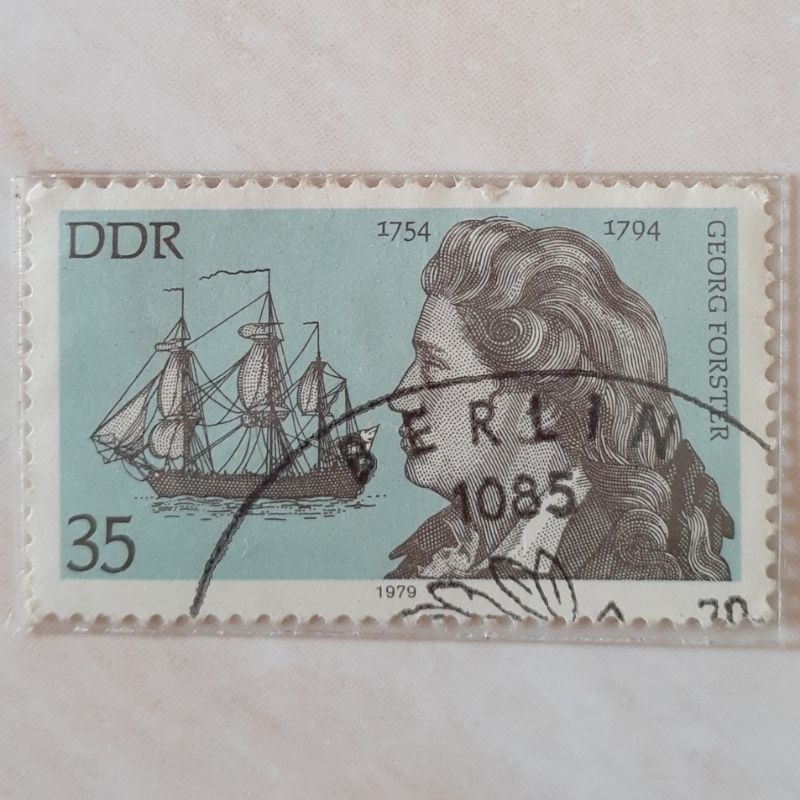 DDR
1754 1794
GEORG FORSTER
BERLIN
1085
35
1979